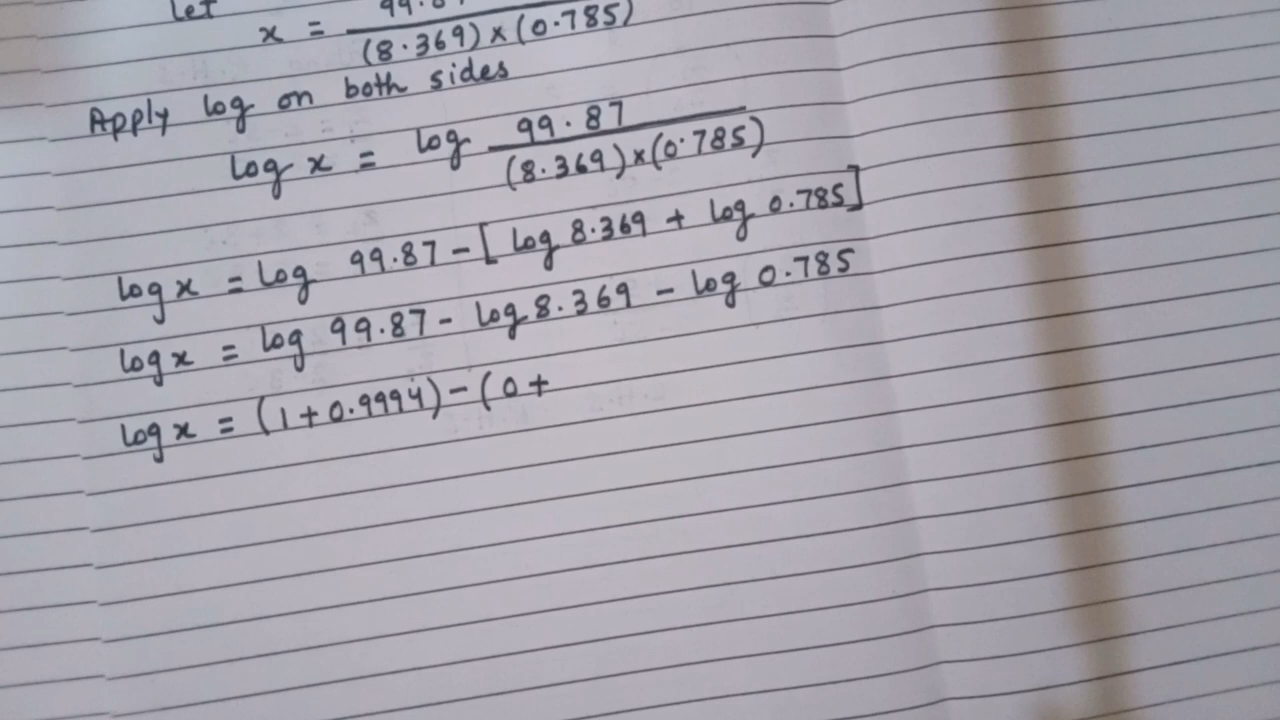 Let
x =
(8.369) × (0.785)
Apply log on both sides
log x = log 99.87
(8.369) × (0.785)
log x = log 99.87 - [ log 8.369 + log 0.785 ]
log x = log 99.87 - log 8.369 - log 0.785
log x = (1 + 0.9994) - ( 0 +